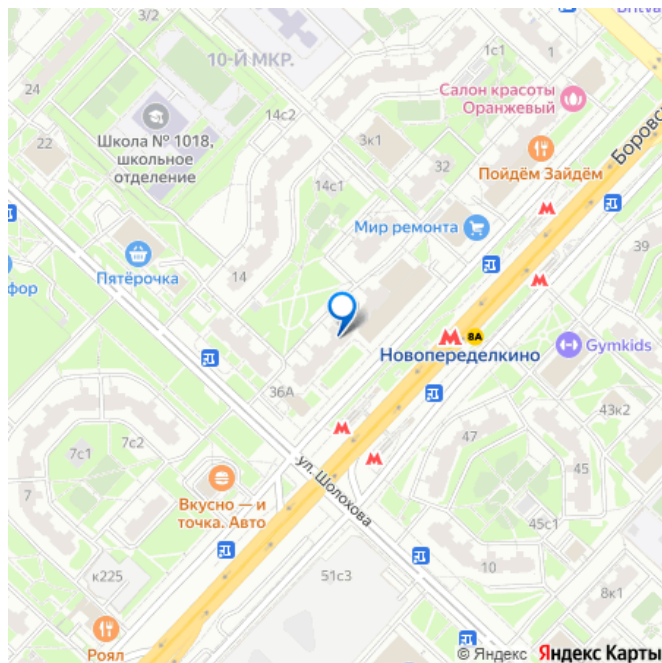 Britva
3/2
10-Й МКР.
1с1
1
24
Салон красоты
Оранжевый
14с2
Школа № 1018,
школьное
отделение
22
3к1
32
Боровс
Пойдём Зайдём
14с1
Мир ремонта
39
Пятёрочка
14
фор
М 8А
Новопеределкино
Gymkids
36А
43к2
7с2
7с1
47
45
7
ул. Шолохова
Вкусно — и
точка. Авто
45с1
10
к225
51с3
8к1
Роял
© Яндекс Яндекс Карты